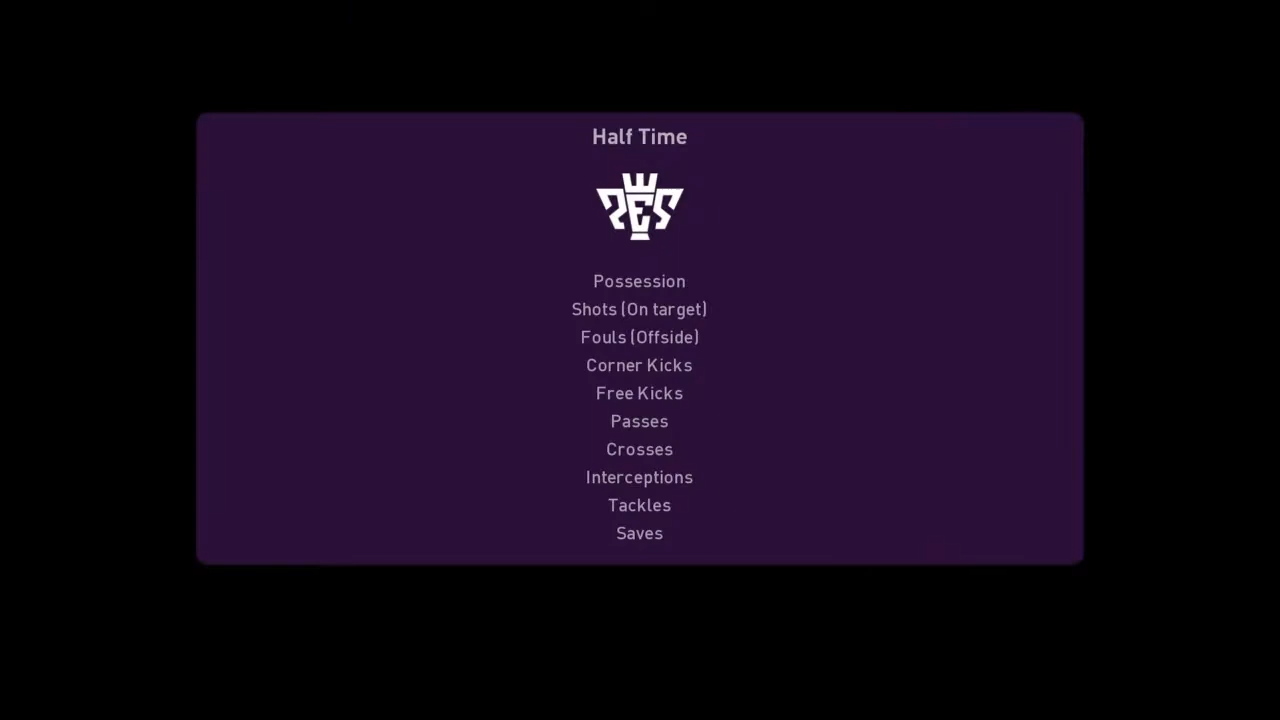 Half Time
PES
Possession
Shots (On target)
Fouls (Offside)
Corner Kicks
Free Kicks
Passes
Crosses
Interceptions
Tackles
Saves